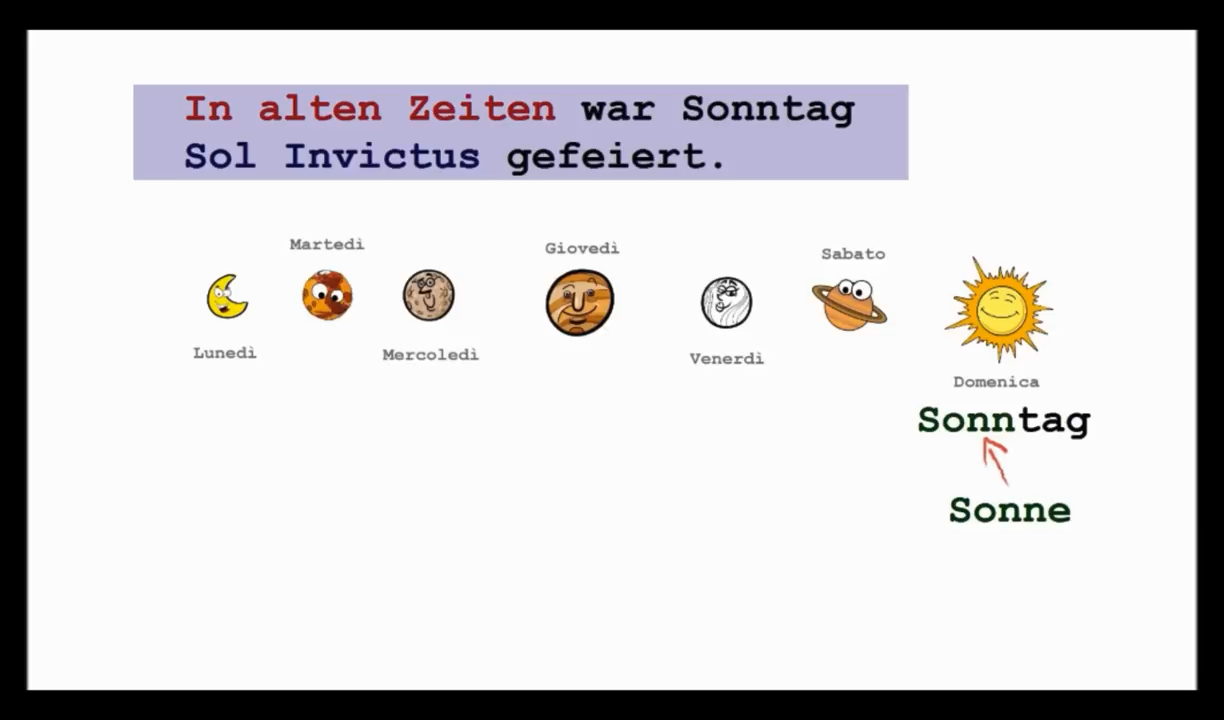 In alten Zeiten war Sonntag
Sol Invictus gefeiert.
Martedì
Giovedì
Sabato
Lunedì
Mercoledì
Venerdì
Domenica
Sonntag
Sonne